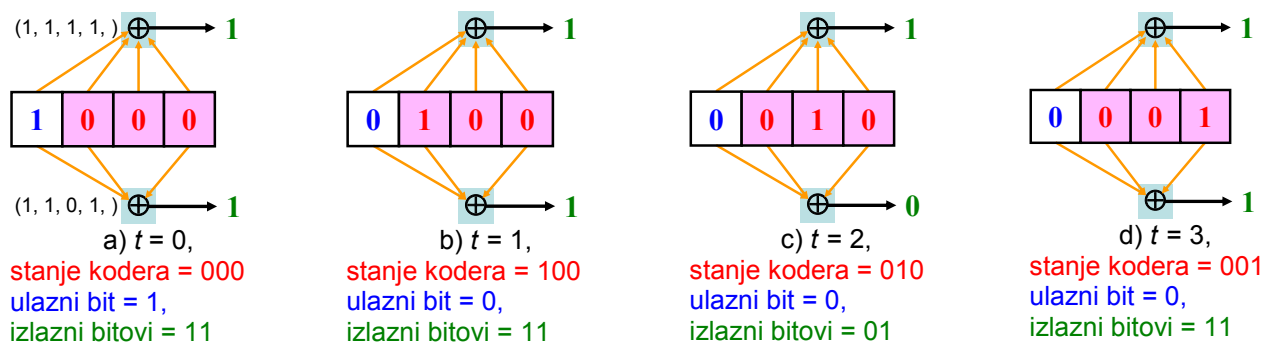 (1, 1, 1, 1, ) 1
1 0 0 0
(1, 1, 0, 1, ) 1
a) t = 0,
stanje kodera = 000
ulazni bit = 1,
izlazni bitovi = 11
1
0 1 0 0
1
b) t = 1,
stanje kodera = 100
ulazni bit = 0,
izlazni bitovi = 11
1
0 0 1 0
0
c) t = 2,
stanje kodera = 010
ulazni bit = 0,
izlazni bitovi = 01
1
0 0 0 1
1
d) t = 3,
stanje kodera = 001
ulazni bit = 0,
izlazni bitovi = 11